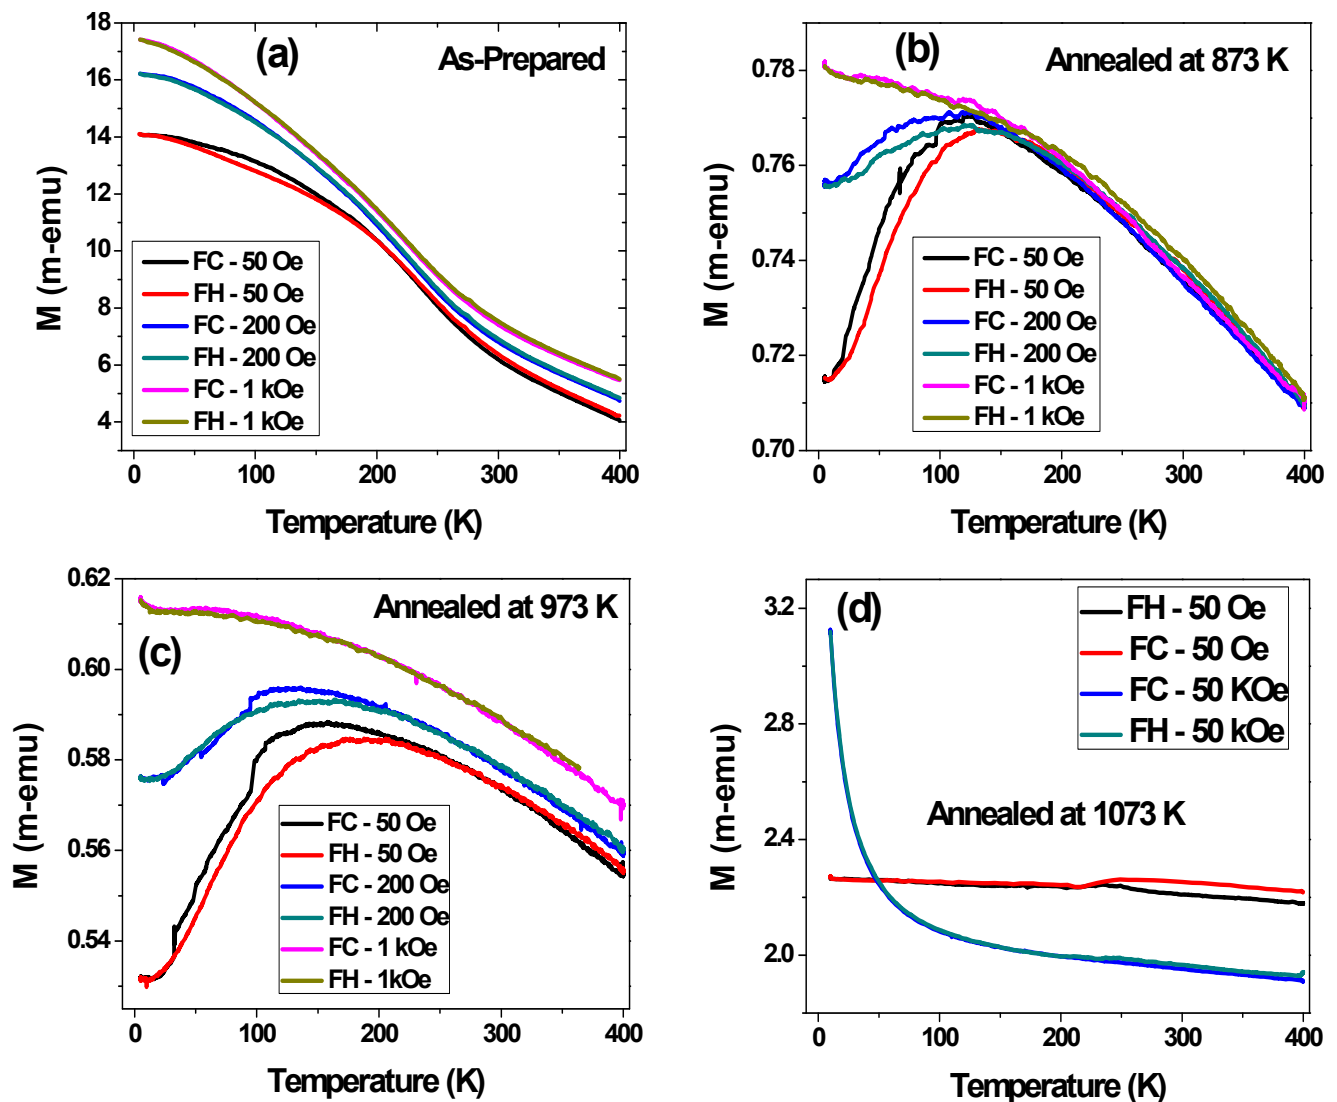 (a)
As-Prepared
18
16
14
12
10
8
6
4
M (m-emu)
FC - 50 Oe
FH - 50 Oe
FC - 200 Oe
FH - 200 Oe
FC - 1 kOe
FH - 1 kOe
0 100 200 300 400
Temperature (K)
(b)
Annealed at 873 K
0.78
0.76
0.74
0.72
0.70
M (m-emu)
FC - 50 Oe
FH - 50 Oe
FC - 200 Oe
FH - 200 Oe
FC - 1 kOe
FH - 1 kOe
0 100 200 300 400
Temperature (K)
Annealed at 973 K
(c)
0.62
0.60
0.58
0.56
0.54
M (m-emu)
FC - 50 Oe
FH - 50 Oe
FC - 200 Oe
FH - 200 Oe
FC - 1 kOe
FH - 1kOe
0 100 200 300 400
Temperature (K)
(d)
3.2
2.8
2.4
2.0
M (m-emu)
FH - 50 Oe
FC - 50 Oe
FC - 50 KOe
FH - 50 kOe
Annealed at 1073 K
0 100 200 300 400
Temperature (K)